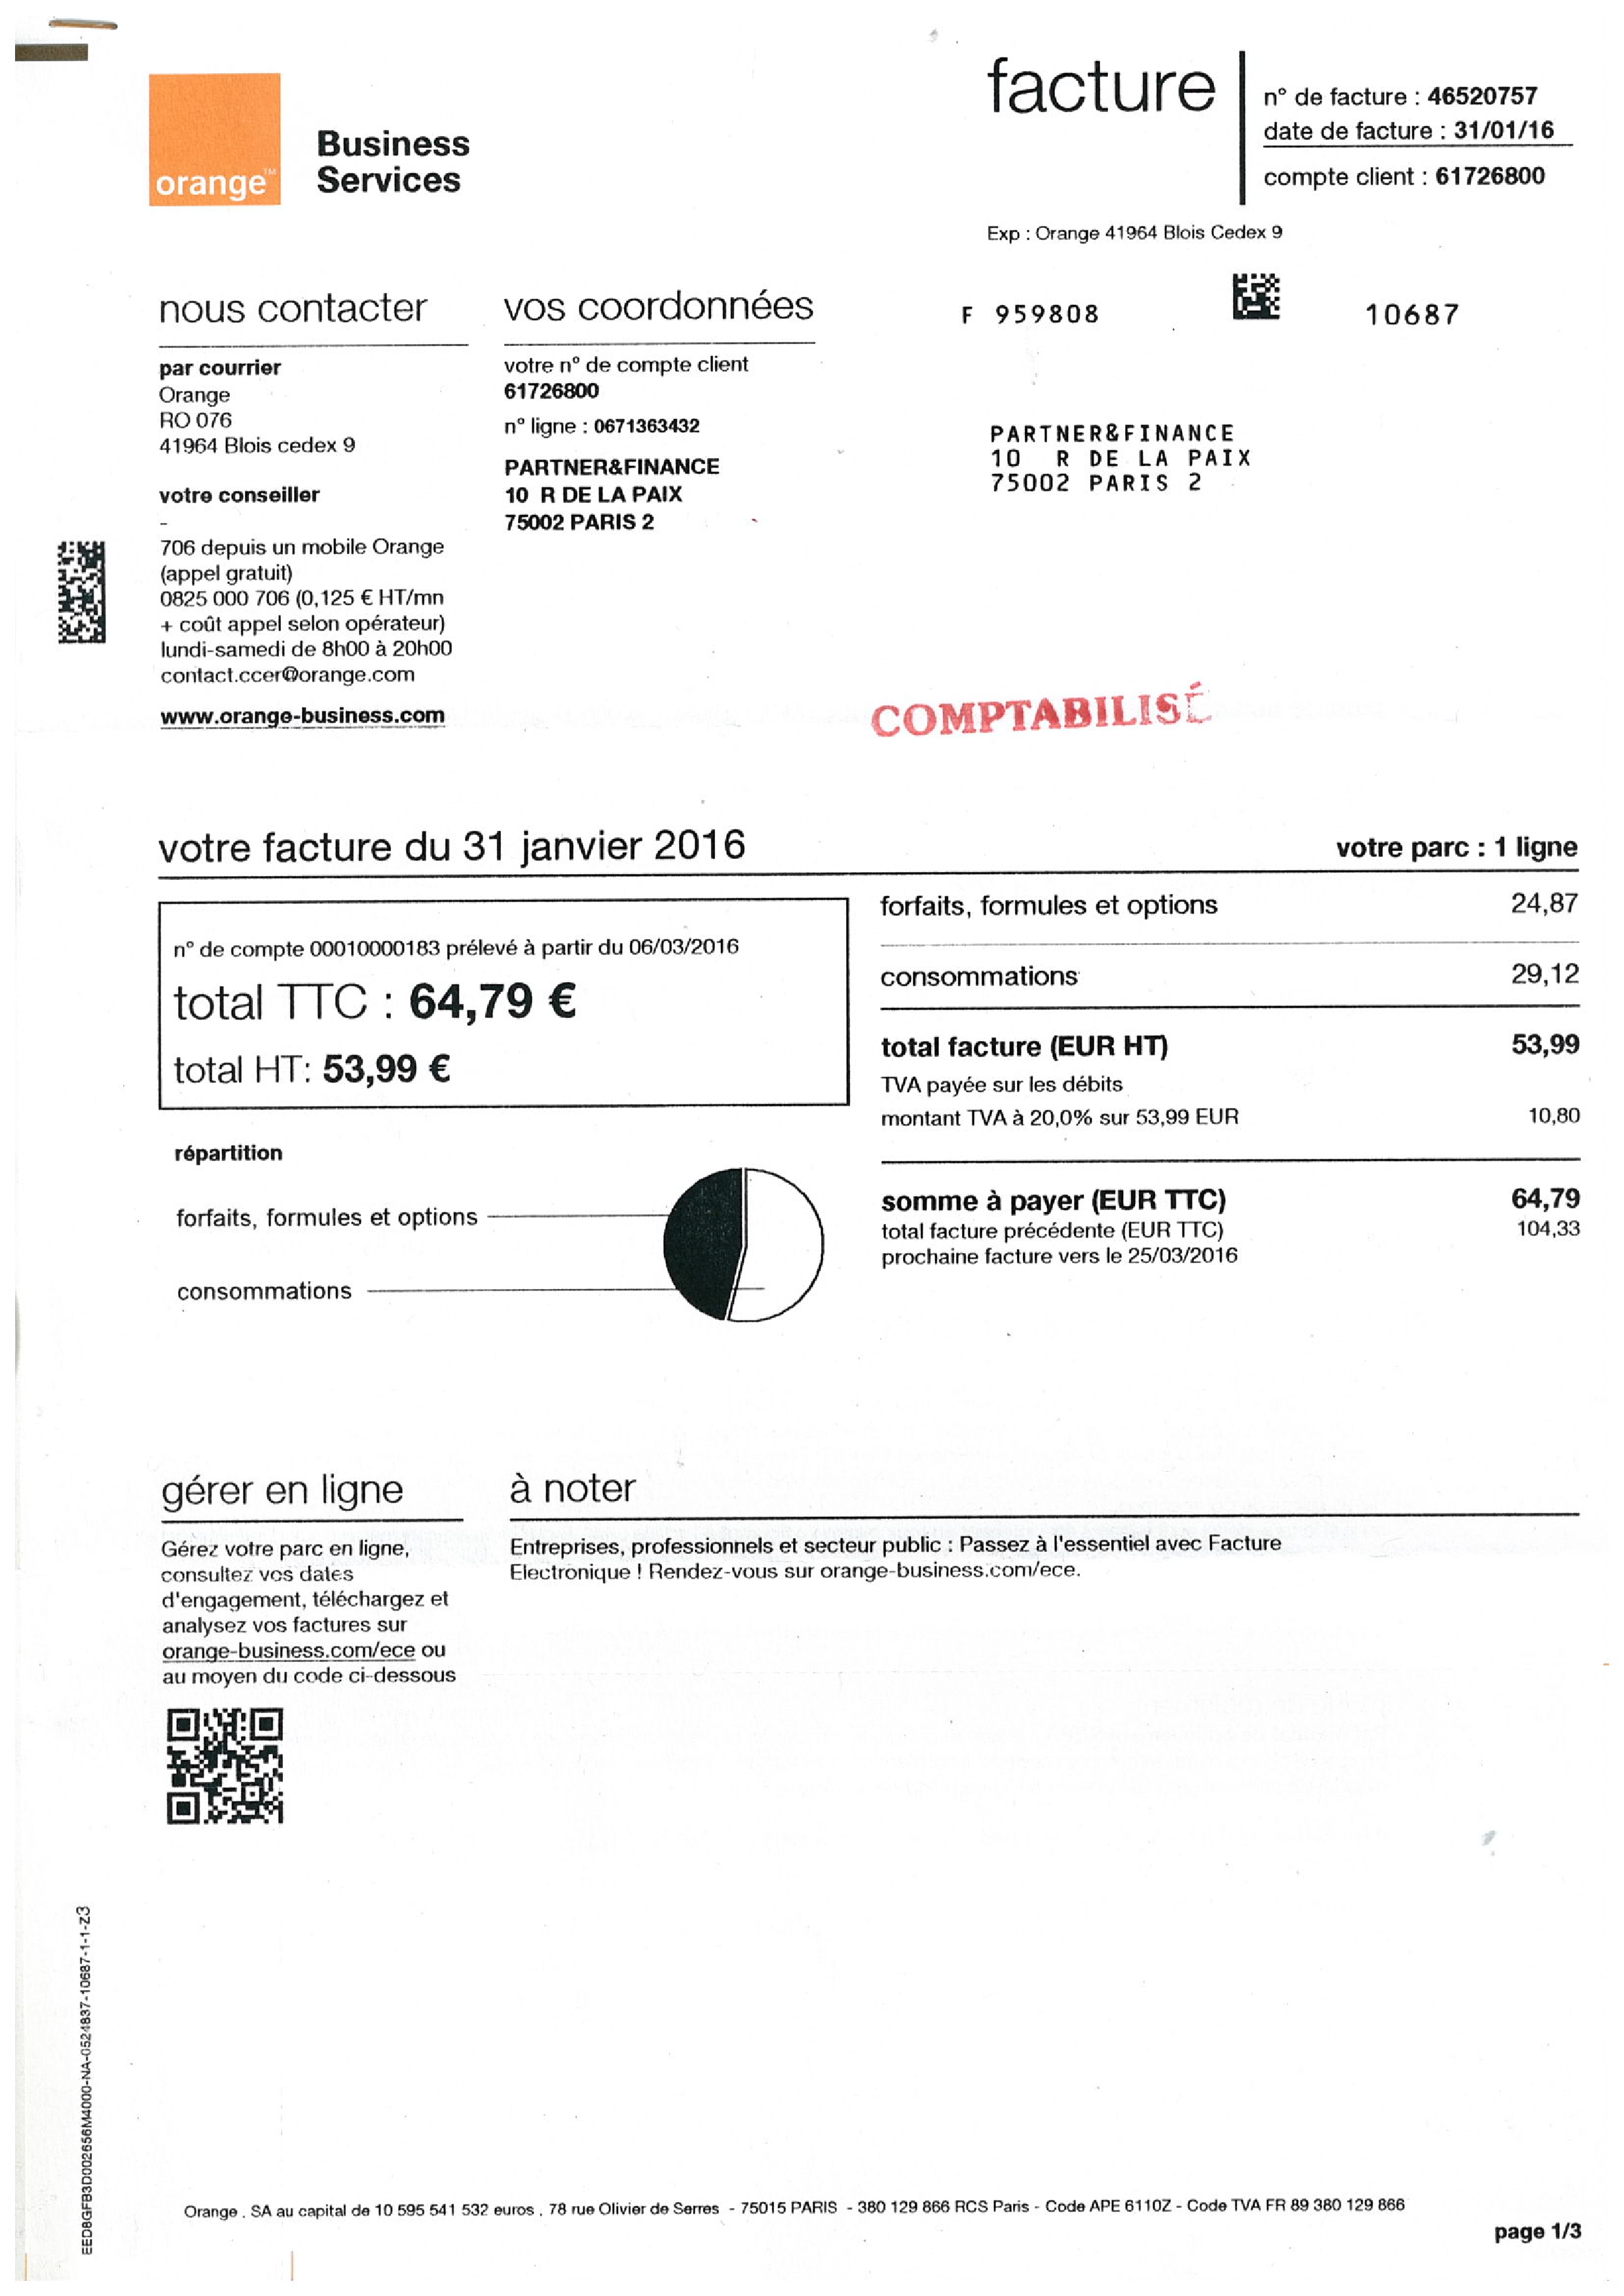 facture
n° de facture : 46520757
date de facture : 31/01/16
compte client : 61726800
orange™
Business
Services
Exp : Orange 41964 Blois Cedex 9
F 959808
10687
nous contacter
par courrier
Orange
RO 076
41964 Blois cedex 9
votre conseiller
-
706 depuis un mobile Orange
(appel gratuit)
0825 000 706 (0,125 € HT/mn
+ coût appel selon opérateur)
lundi-samedi de 8h00 à 20h00
contact.ccer@orange.com
www.orange-business.com
vos coordonnées
votre n° de compte client
61726800
n° ligne : 0671363432
PARTNER&FINANCE
10 R DE LA PAIX
75002 PARIS 2
PARTNER&FINANCE
10 R DE LA PAIX
75002 PARIS 2
COMPTABILISÉ
votre facture du 31 janvier 2016
votre parc : 1 ligne
n° de compte 00010000183 prélevé à partir du 06/03/2016
total TTC : 64,79 €
total HT: 53,99 €
répartition
forfaits, formules et options
consommations
forfaits, formules et options 24,87
consommations 29,12
total facture (EUR HT) 53,99
TVA payée sur les débits
montant TVA à 20,0% sur 53,99 EUR 10,80
somme à payer (EUR TTC) 64,79
total facture précédente (EUR TTC) 104,33
prochaine facture vers le 25/03/2016
gérer en ligne
Gérez votre parc en ligne,
consultez vos dates
d'engagement, téléchargez et
analysez vos factures sur
orange-business.com/ece ou
au moyen du code ci-dessous
à noter
Entreprises, professionnels et secteur public : Passez à l'essentiel avec Facture
Electronique ! Rendez-vous sur orange-business.com/ece.
EED8GFB3D002656M4000-NA-0524837-10687-1-1-Z3
Orange . SA au capital de 10 595 541 532 euros . 78 rue Olivier de Serres - 75015 PARIS - 380 129 866 RCS Paris - Code APE 6110Z - Code TVA FR 89 380 129 866
page 1/3